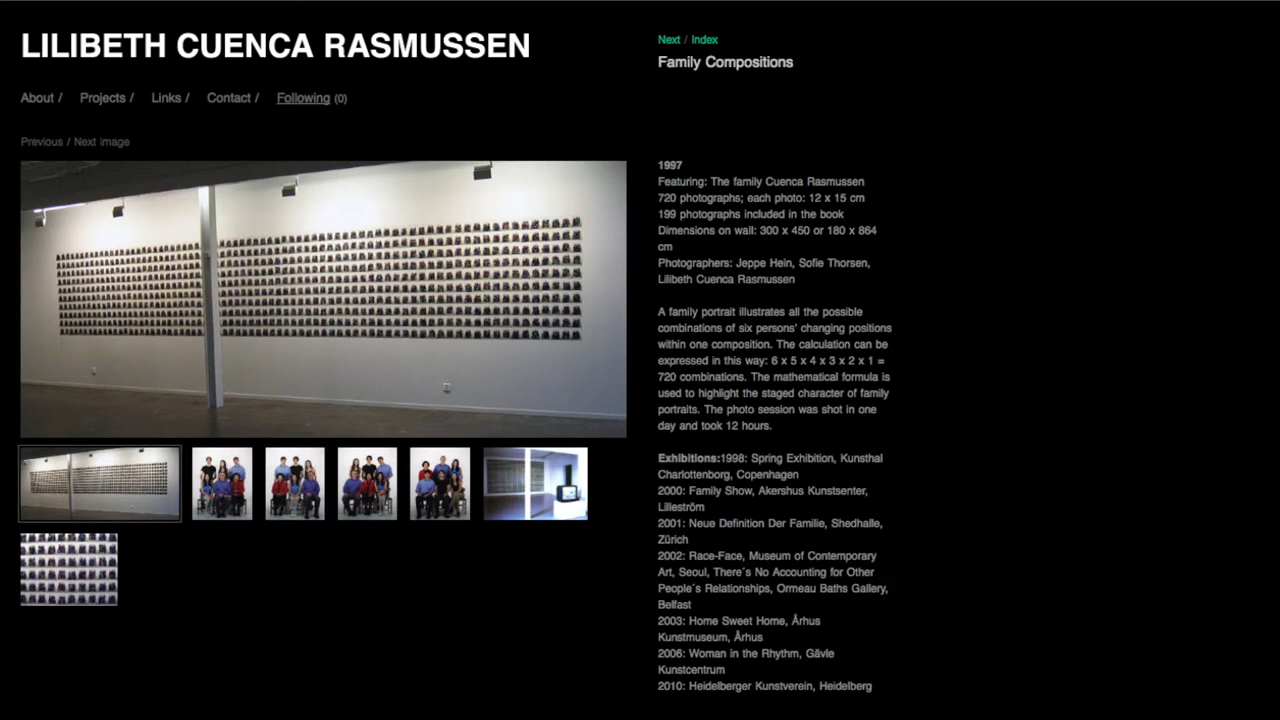 LILIBETH CUENCA RASMUSSEN
About /
Projects /
Links /
Contact /
Following (0)
Previous / Next image
Next / Index
Family Compositions
1997
Featuring: The family Cuenca Rasmussen
720 photographs; each photo: 12 x 15 cm
199 photographs included in the book
Dimensions on wall: 300 x 450 or 180 x 864
cm
Photographers: Jeppe Hein, Sofie Thorsen,
Lilibeth Cuenca Rasmussen
A family portrait illustrates all the possible
combinations of six persons' changing positions
within one composition. The calculation can be
expressed in this way: 6 x 5 x 4 x 3 x 2 x 1 =
720 combinations. The mathematical formula is
used to highlight the staged character of family
portraits. The photo session was shot in one
day and took 12 hours.
Exhibitions:1998: Spring Exhibition, Kunsthal
Charlottenborg, Copenhagen
2000: Family Show, Akershus Kunstsenter,
Lilleström
2001: Neue Definition Der Familie, Shedhalle,
Zürich
2002: Race-Face, Museum of Contemporary
Art, Seoul, There´s No Accounting for Other
People´s Relationships, Ormeau Baths Gallery,
Belfast
2003: Home Sweet Home, Århus
Kunstmuseum, Århus
2006: Woman in the Rhythm, Gävle
Kunstcentrum
2010: Heidelberger Kunstverein, Heidelberg